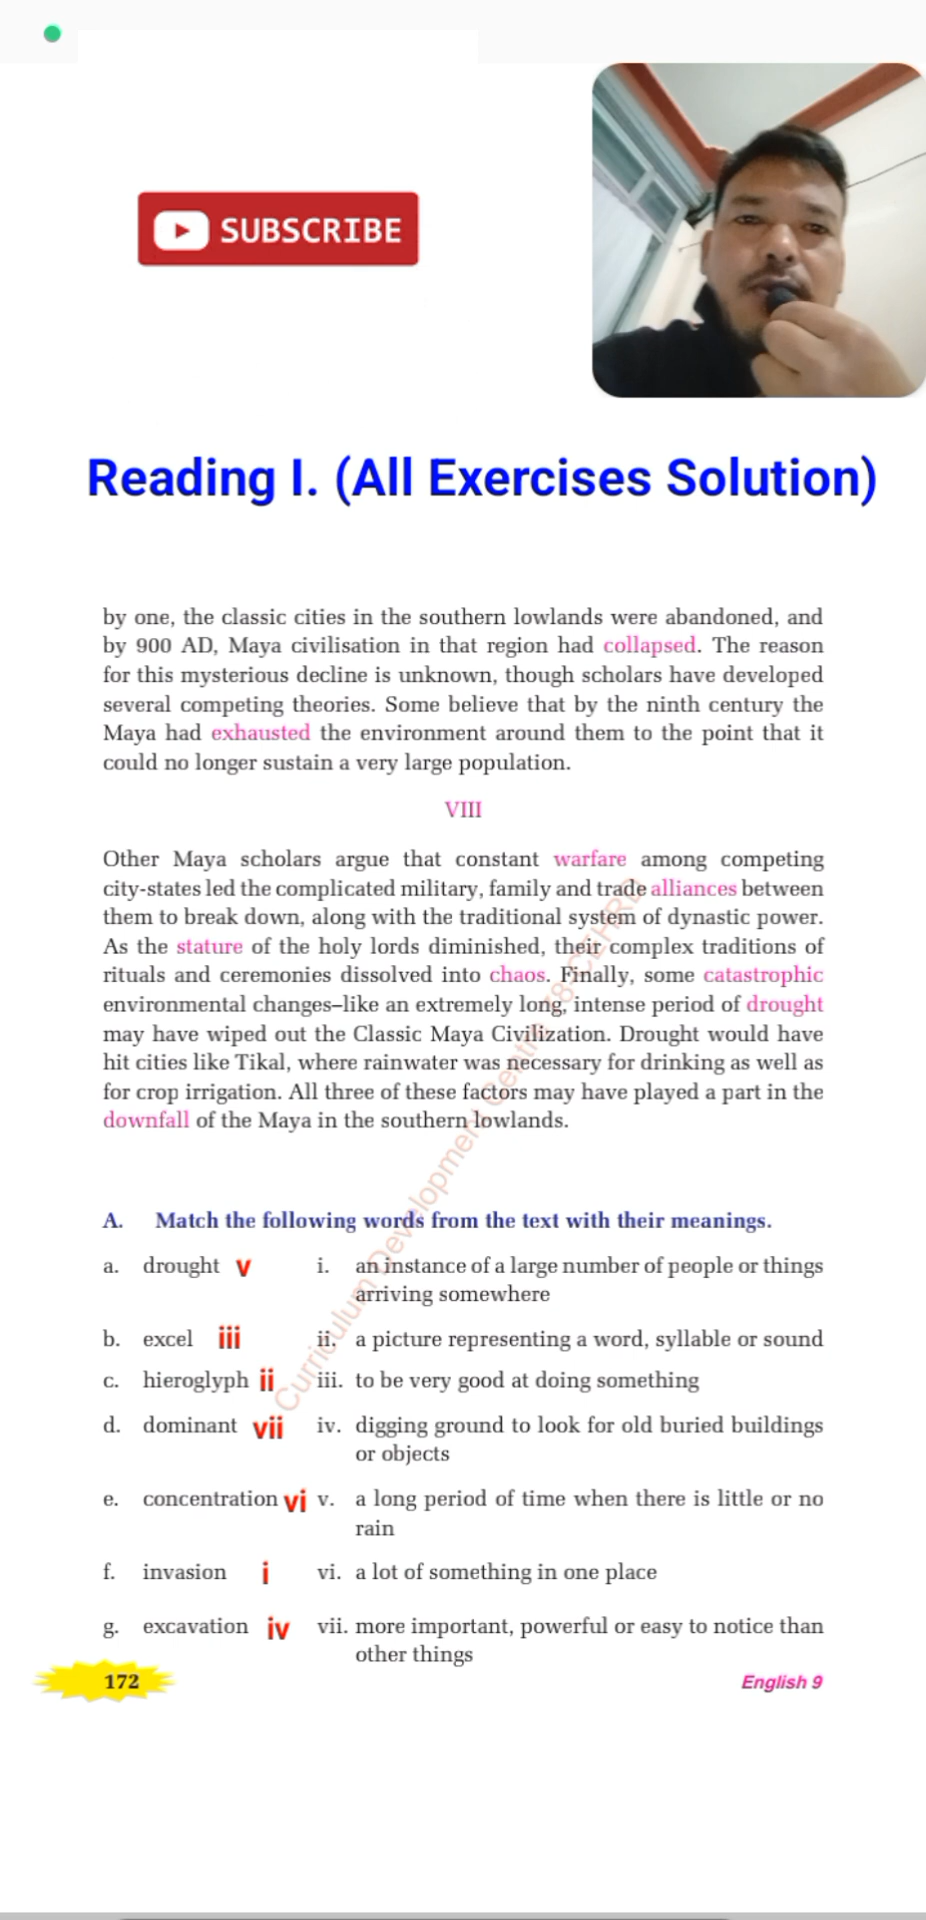 SUBSCRIBE
Reading I. (All Exercises Solution)
by one, the classic cities in the southern lowlands were abandoned, and
by 900 AD, Maya civilisation in that region had collapsed. The reason
for this mysterious decline is unknown, though scholars have developed
several competing theories. Some believe that by the ninth century the
Maya had exhausted the environment around them to the point that it
could no longer sustain a very large population.
VIII
Other Maya scholars argue that constant warfare among competing
city-states led the complicated military, family and trade alliances between
them to break down, along with the traditional system of dynastic power.
As the stature of the holy lords diminished, their complex traditions of
rituals and ceremonies dissolved into chaos. Finally, some catastrophic
environmental changes–like an extremely long, intense period of drought
may have wiped out the Classic Maya Civilization. Drought would have
hit cities like Tikal, where rainwater was necessary for drinking as well as
for crop irrigation. All three of these factors may have played a part in the
downfall of the Maya in the southern lowlands.
A. Match the following words from the text with their meanings.
a. drought v i. an instance of a large number of people or things
arriving somewhere
b. excel iii ii. a picture representing a word, syllable or sound
c. hieroglyph ii iii. to be very good at doing something
d. dominant vii iv. digging ground to look for old buried buildings
or objects
e. concentration vi v. a long period of time when there is little or no
rain
f. invasion i vi. a lot of something in one place
g. excavation iv vii. more important, powerful or easy to notice than
other things
172 English 9
Curriculum Development Centre